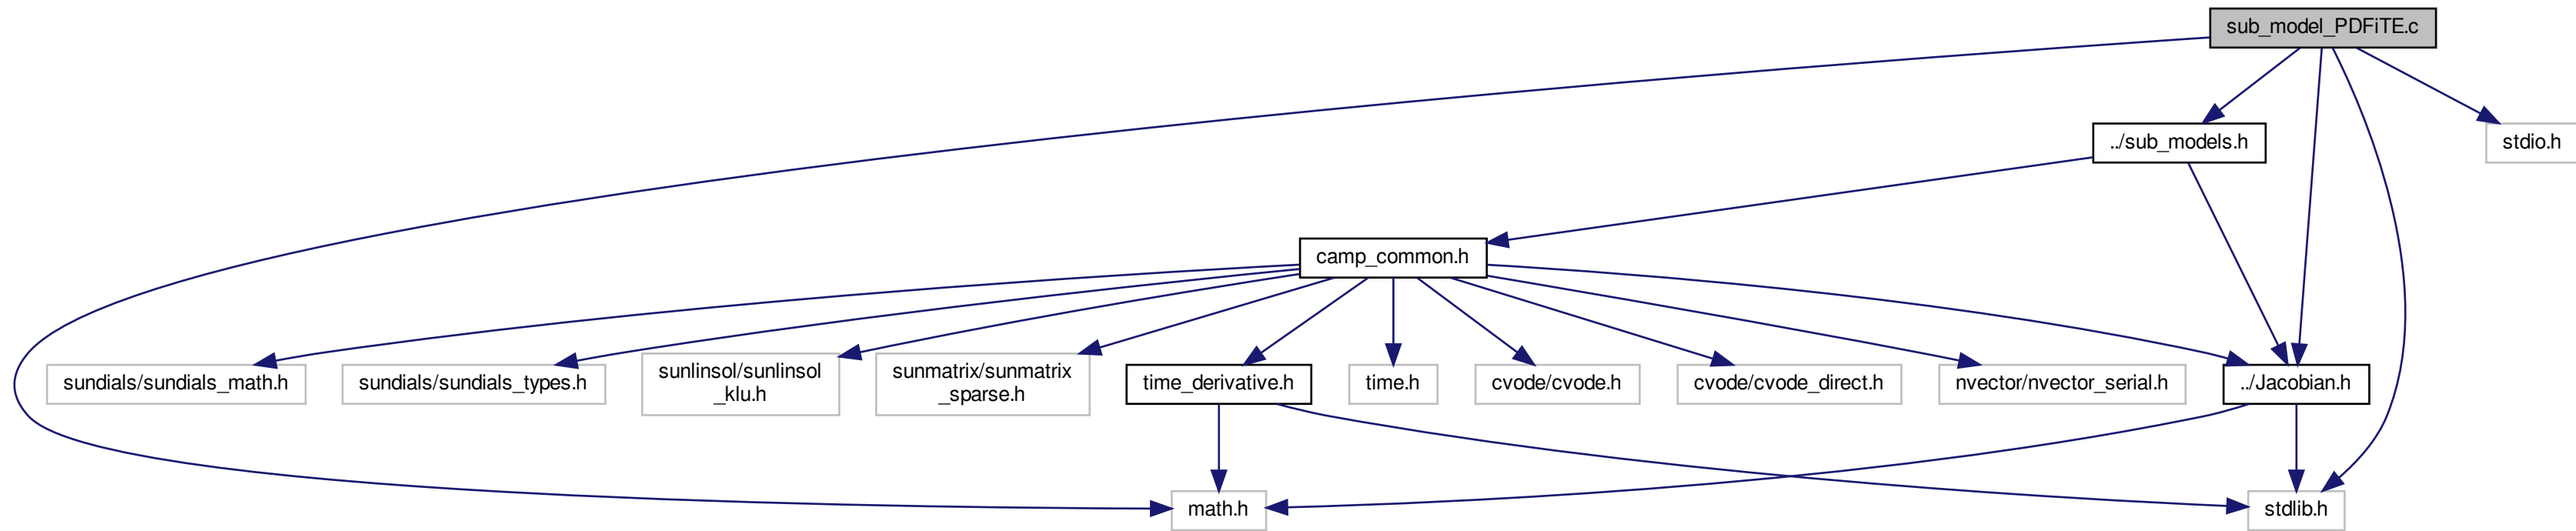 sub_model_PDFiTE.c
../sub_models.h
stdio.h
camp_common.h
sundials/sundials_math.h
sundials/sundials_types.h
sunlinsol/sunlinsol
_klu.h
sunmatrix/sunmatrix
_sparse.h
time_derivative.h
time.h
cvode/cvode.h
cvode/cvode_direct.h
nvector/nvector_serial.h
../Jacobian.h
math.h
stdlib.h